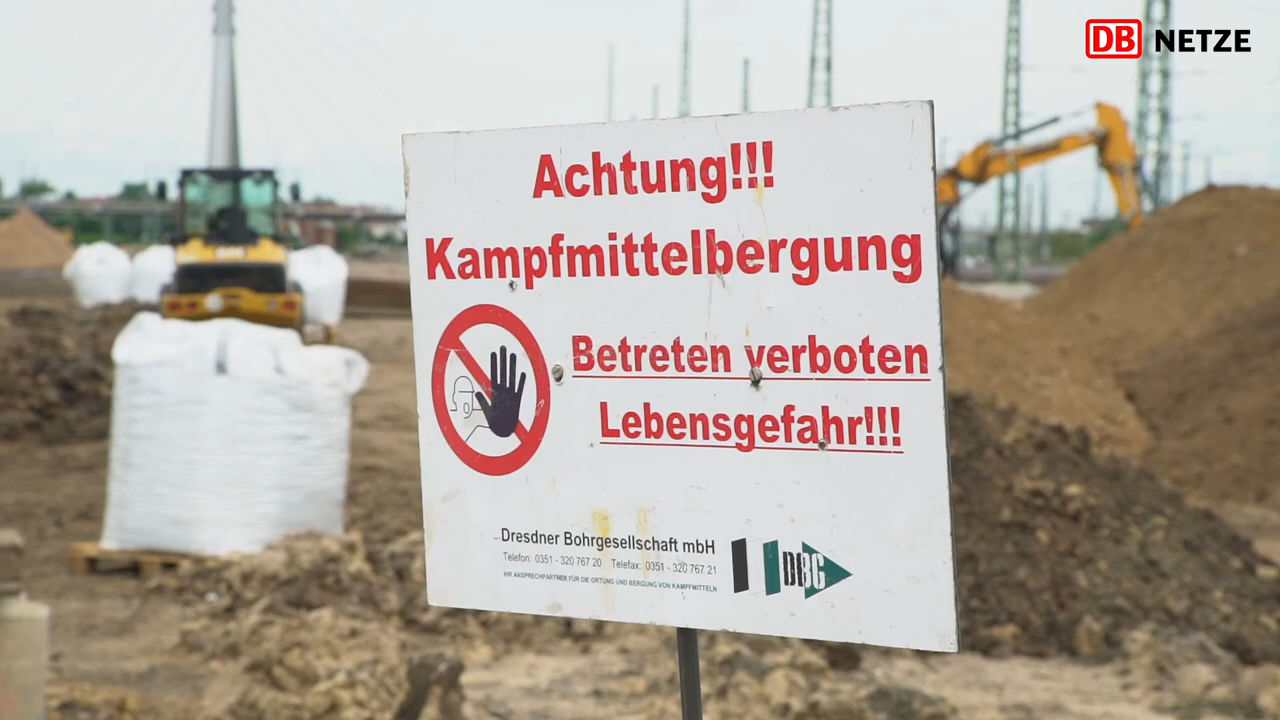 DB NETZE
Achtung!!!
Kampfmittelbergung
Betreten verboten
Lebensgefahr!!!
Dresdner Bohrgesellschaft mbH
Telefon: 0351 - 320 767 20 Telefax: 0351 - 320 767 21
IHR ANSPRECHPARTNER FÜR DIE ORTUNG UND BERGUNG VON KAMPFMITTELN
DBG